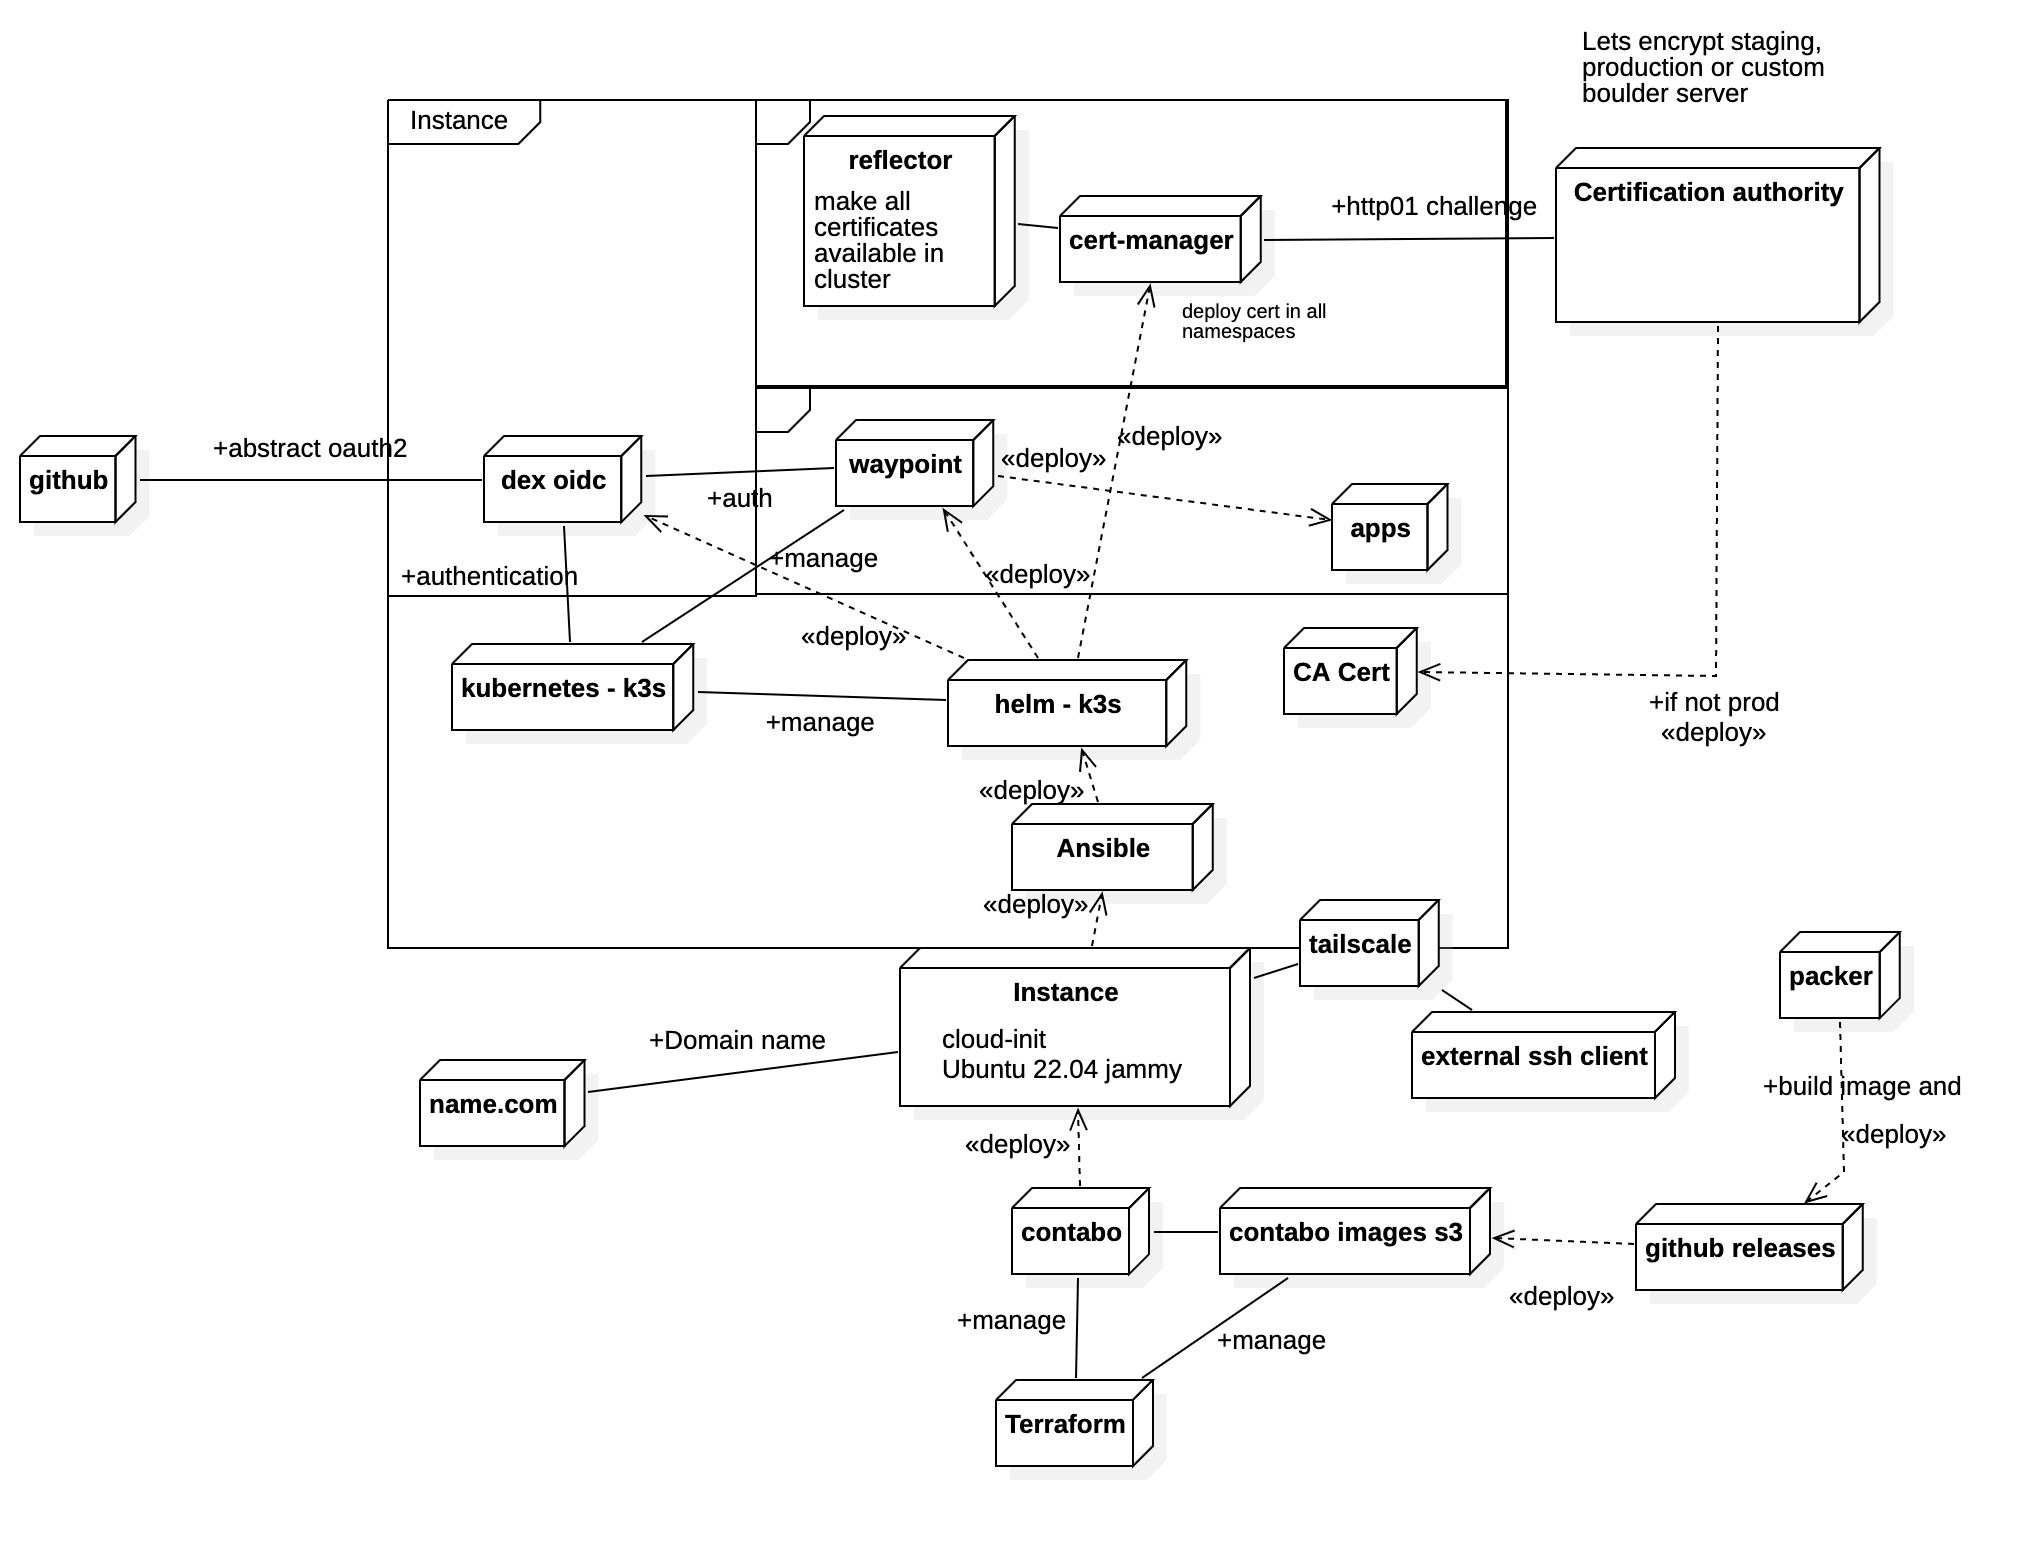 Lets encrypt staging,
production or custom
boulder server
Instance
reflector
make all
certificates
available in
cluster
cert-manager
+http01 challenge
Certification authority
deploy cert in all
namespaces
github
+abstract oauth2
dex oidc
+auth
waypoint
«deploy»
«deploy»
apps
+manage
«deploy»
+authentication
«deploy»
kubernetes - k3s
+manage
helm - k3s
CA Cert
+if not prod
«deploy»
«deploy»
Ansible
«deploy»
tailscale
Instance
cloud-init
Ubuntu 22.04 jammy
external ssh client
packer
+Domain name
name.com
+build image and
«deploy»
«deploy»
contabo
contabo images s3
github releases
«deploy»
+manage
+manage
Terraform